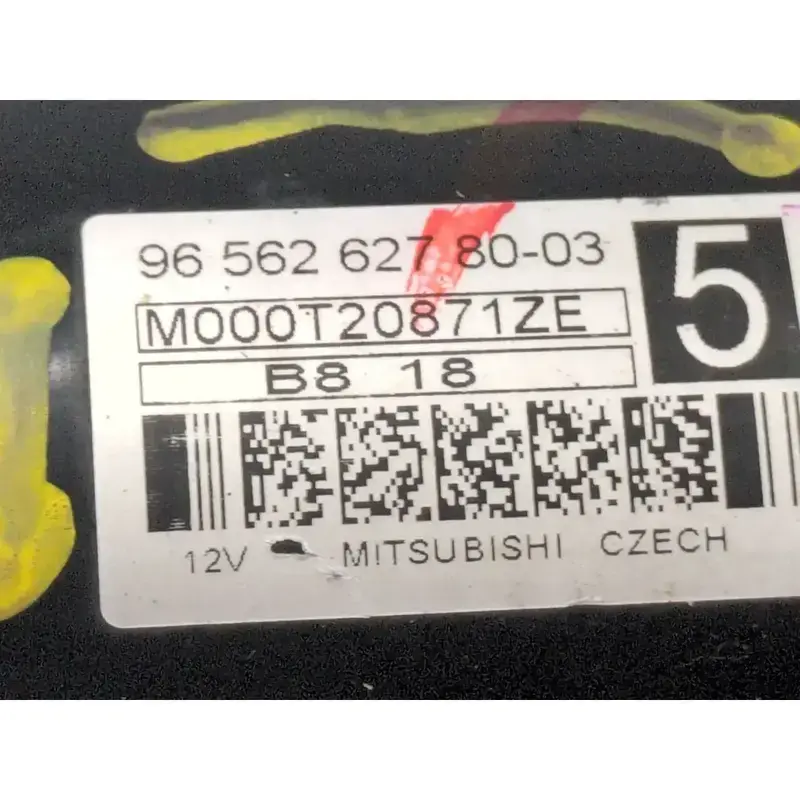 96 562 627 80-03
5
M000T20871ZE
B8 18
12V MITSUBISHI CZECH